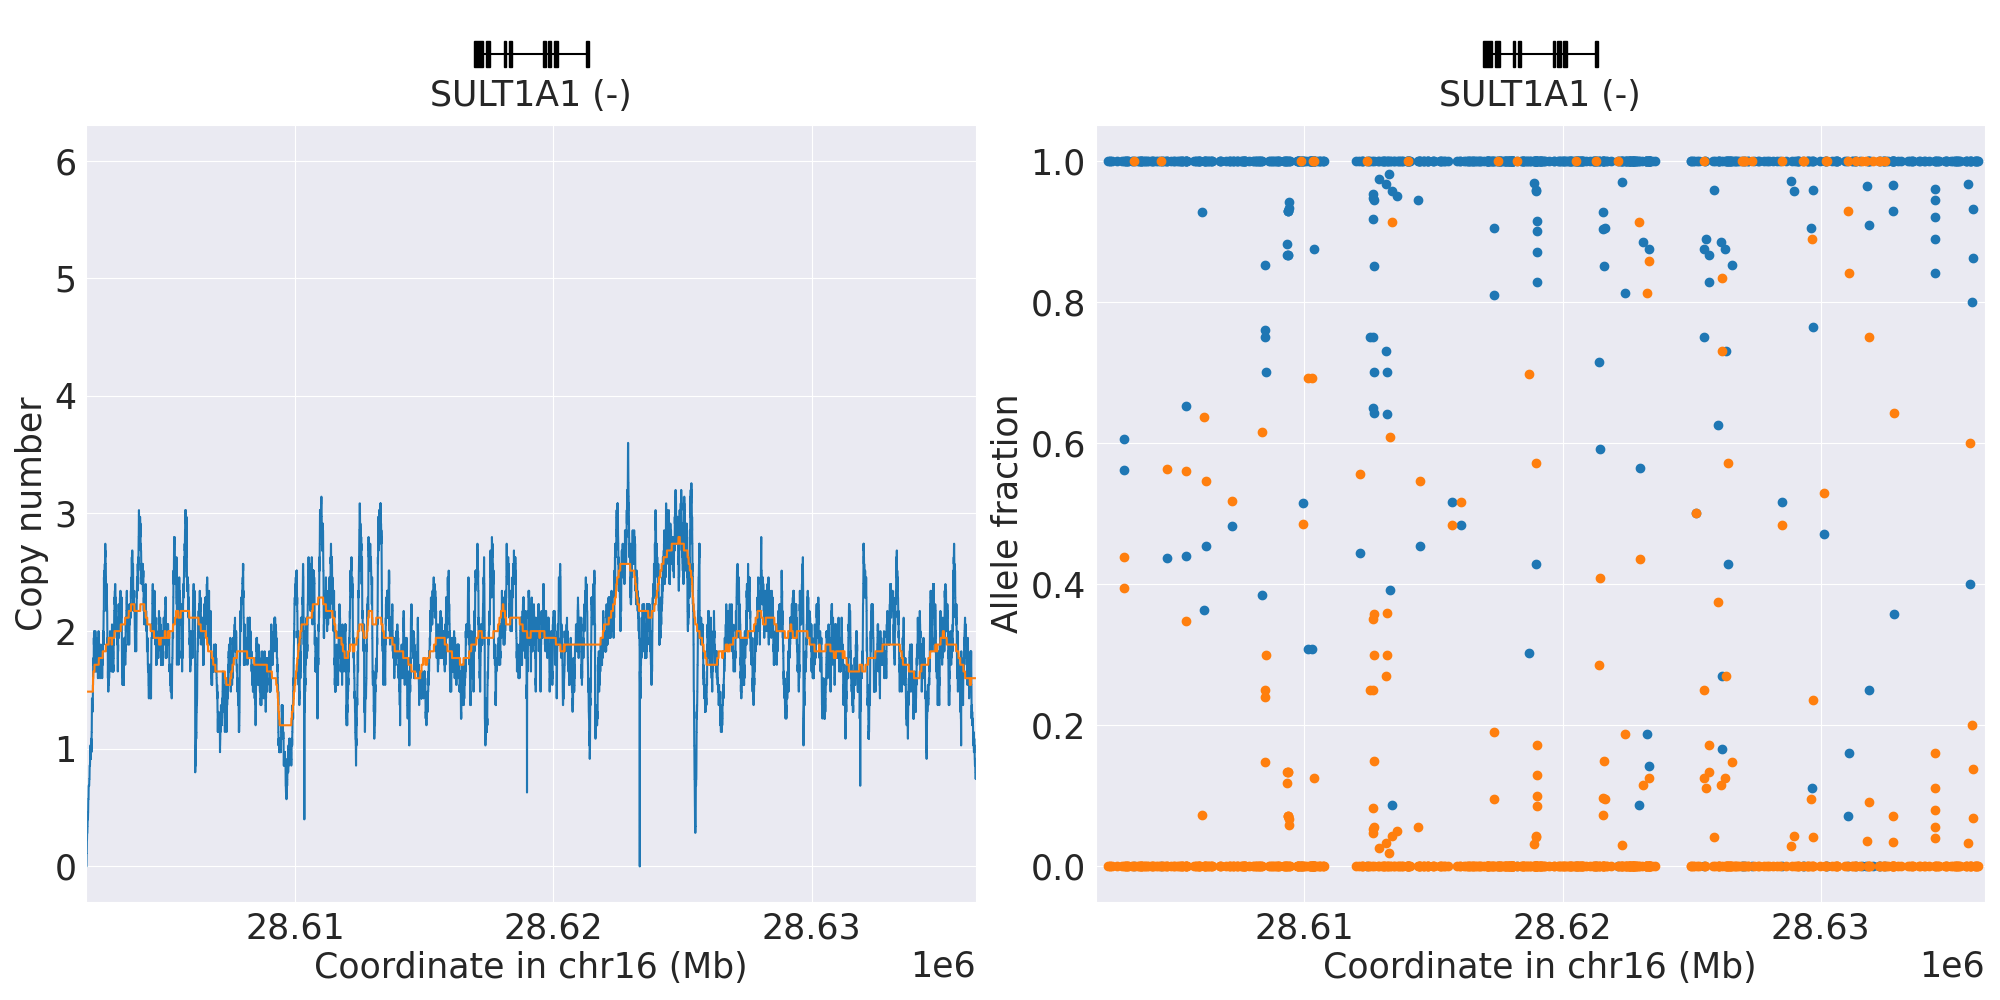 SULT1A1 (-)
SULT1A1 (-)
Copy number
6
5
4
3
2
1
0
28.61
28.62
28.63
Coordinate in chr16 (Mb)
1e6
Allele fraction
1.0
0.8
0.6
0.4
0.2
0.0
28.61
28.62
28.63
Coordinate in chr16 (Mb)
1e6